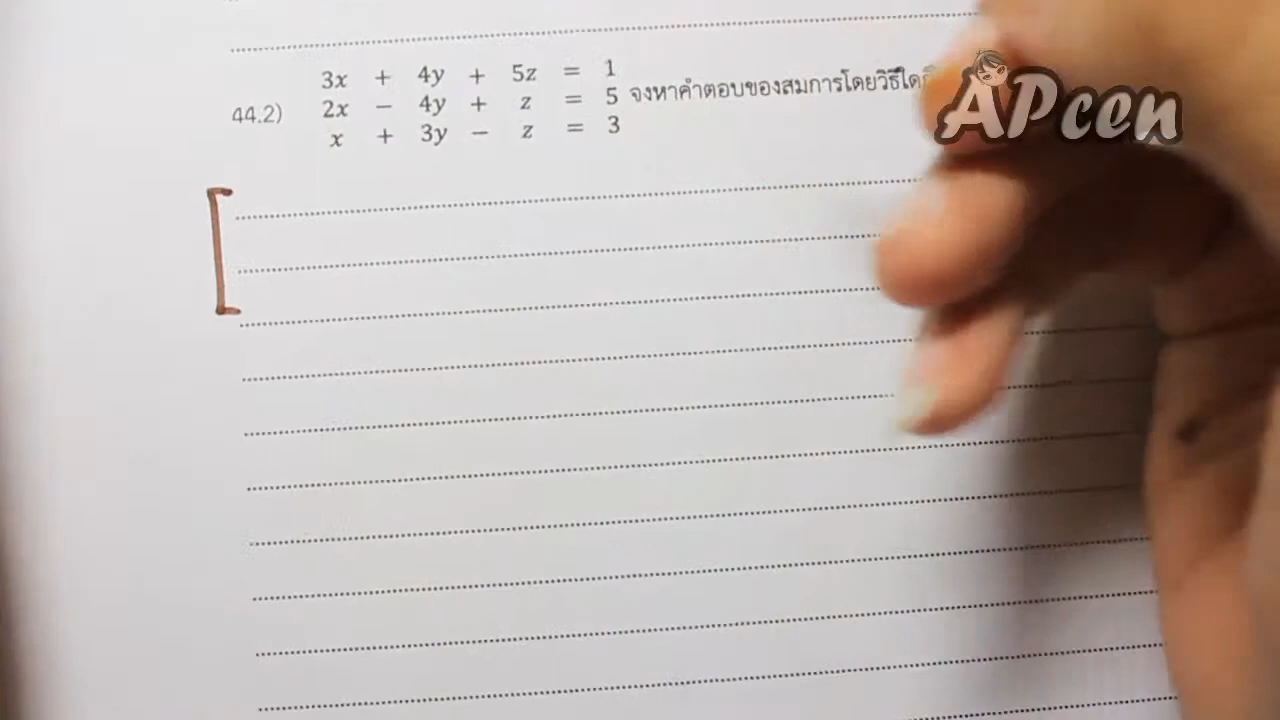 3x + 4y + 5z = 1
44.2) 2x − 4y + z = 5 จงหาคำตอบของสมการโดยวิธีใด
x + 3y − z = 3
APcen